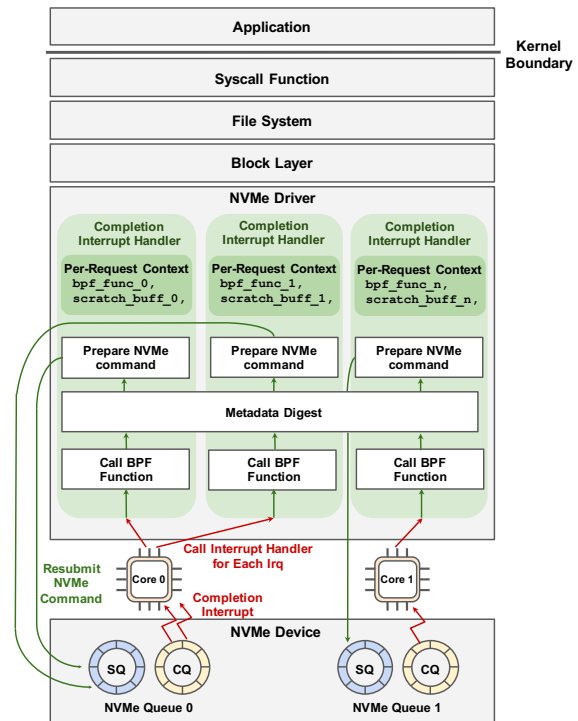 Application
Kernel
Boundary
Syscall Function
File System
Block Layer
NVMe Driver
Completion
Interrupt Handler
Per-Request Context
bpf_func_0,
scratch_buff_0,
Completion
Interrupt Handler
Per-Request Context
bpf_func_1,
scratch_buff_1,
Completion
Interrupt Handler
Per-Request Context
bpf_func_n,
scratch_buff_n,
Prepare NVMe
command
Prepare NVMe
command
Prepare NVMe
command
Metadata Digest
Call BPF
Function
Call BPF
Function
Call BPF
Function
Call Interrupt Handler
for Each Irq
Resubmit
NVMe
Command
Core 0
Core 1
Completion
Interrupt
NVMe Device
SQ
CQ
SQ
CQ
NVMe Queue 0
NVMe Queue 1